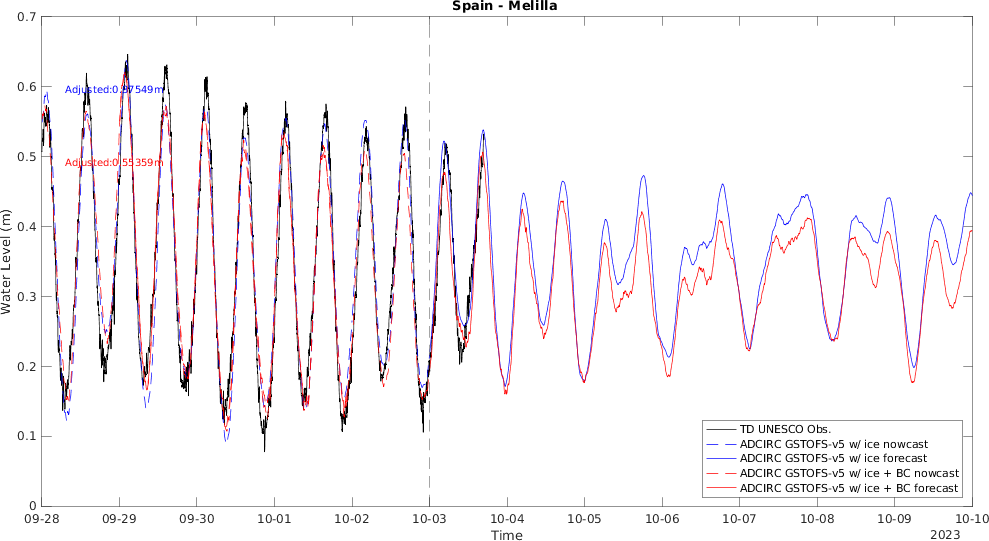 Spain - Melilla
Water Level (m)
0.7
0.6
0.5
0.4
0.3
0.2
0.1
0
Adjusted:0.37549m
Adjusted:0.55359m
TD UNESCO Obs.
ADCIRC GSTOFS-v5 w/ ice nowcast
ADCIRC GSTOFS-v5 w/ ice forecast
ADCIRC GSTOFS-v5 w/ ice + BC nowcast
ADCIRC GSTOFS-v5 w/ ice + BC forecast
09-28 09-29 09-30 10-01 10-02 10-03 10-04 10-05 10-06 10-07 10-08 10-09 10-10
Time
2023